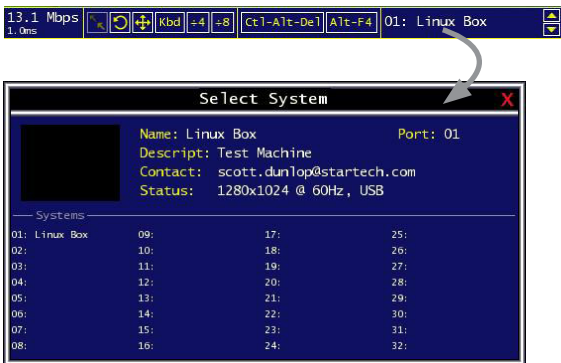 13.1 Mbps Kbd ÷4 ÷8 Ctl-Alt-Del Alt-F4 01: Linux Box
1.0ms
Select System X
Name: Linux Box Port: 01
Descript: Test Machine
Contact: scott.dunlop@startech.com
Status: 1280x1024 @ 60Hz, USB
Systems
01: Linux Box 09: 17: 25:
02: 10: 18: 26:
03: 11: 19: 27:
04: 12: 20: 28:
05: 13: 21: 29:
06: 14: 22: 30:
07: 15: 23: 31:
08: 16: 24: 32: